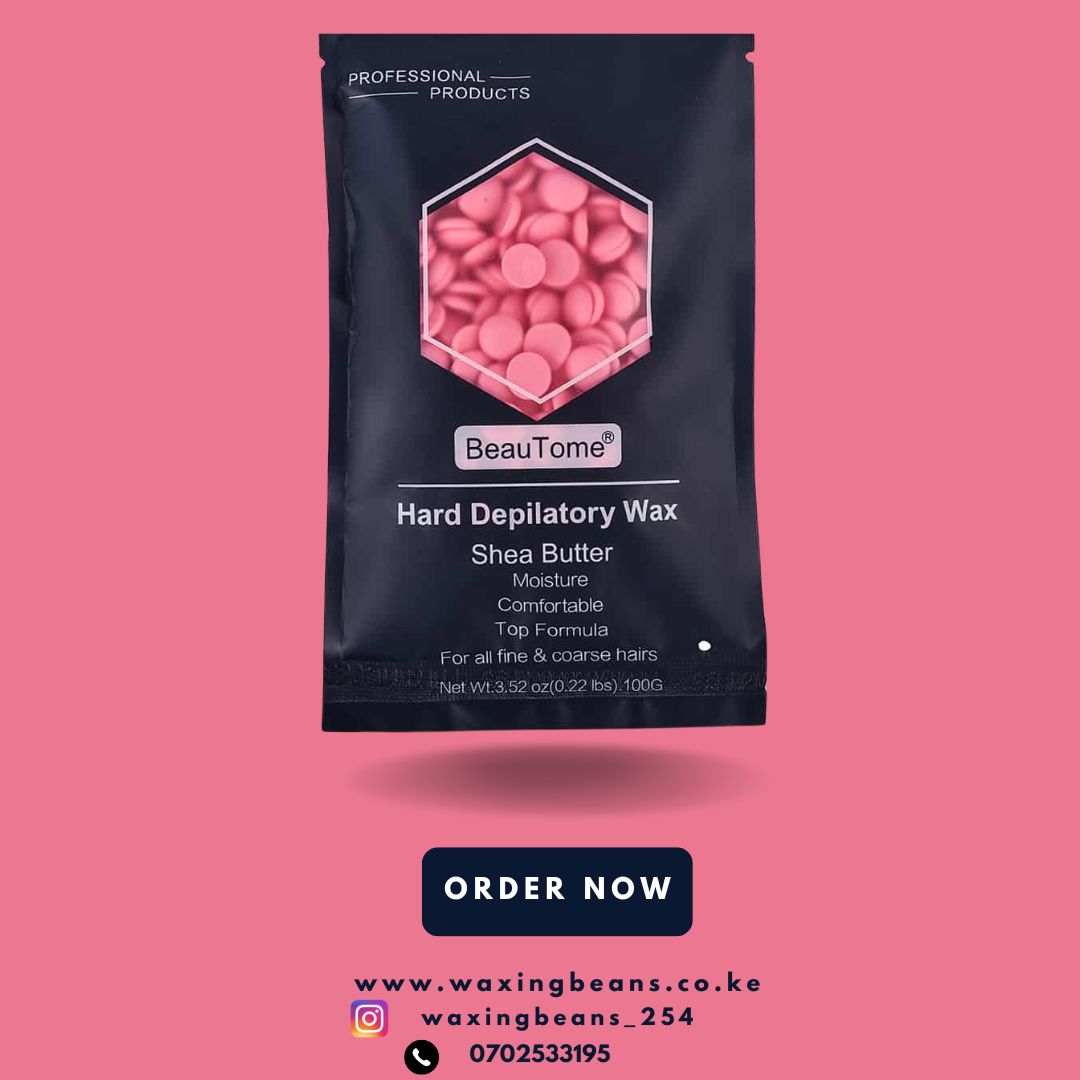 PROFESSIONAL
PRODUCTS
BeauTome®
Hard Depilatory Wax
Shea Butter
Moisture
Comfortable
Top Formula
For all fine & coarse hairs
Net Wt.3.52 oz(0.22 lbs).100G
ORDER NOW
www.waxingbeans.co.ke
waxingbeans_254
0702533195